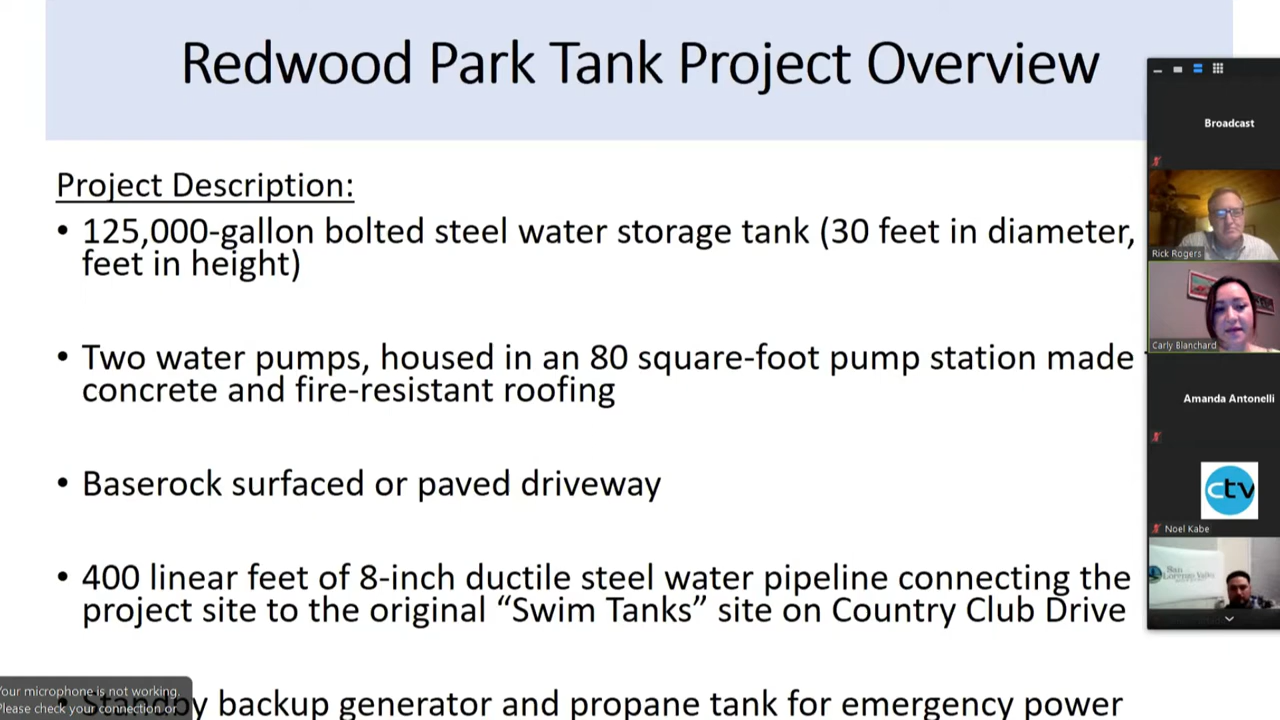 Redwood Park Tank Project Overview
Project Description:
• 125,000-gallon bolted steel water storage tank (30 feet in diameter,
feet in height)
• Two water pumps, housed in an 80 square-foot pump station made
concrete and fire-resistant roofing
• Baserock surfaced or paved driveway
• 400 linear feet of 8-inch ductile steel water pipeline connecting the
project site to the original “Swim Tanks” site on Country Club Drive
• Standby backup generator and propane tank for emergency power
Your microphone is not working.
Please check your connection or
Broadcast
Rick Rogers
Carly Blanchard
Amanda Antonelli
ctv
Noel Kabe
San
Lorenzo Valley